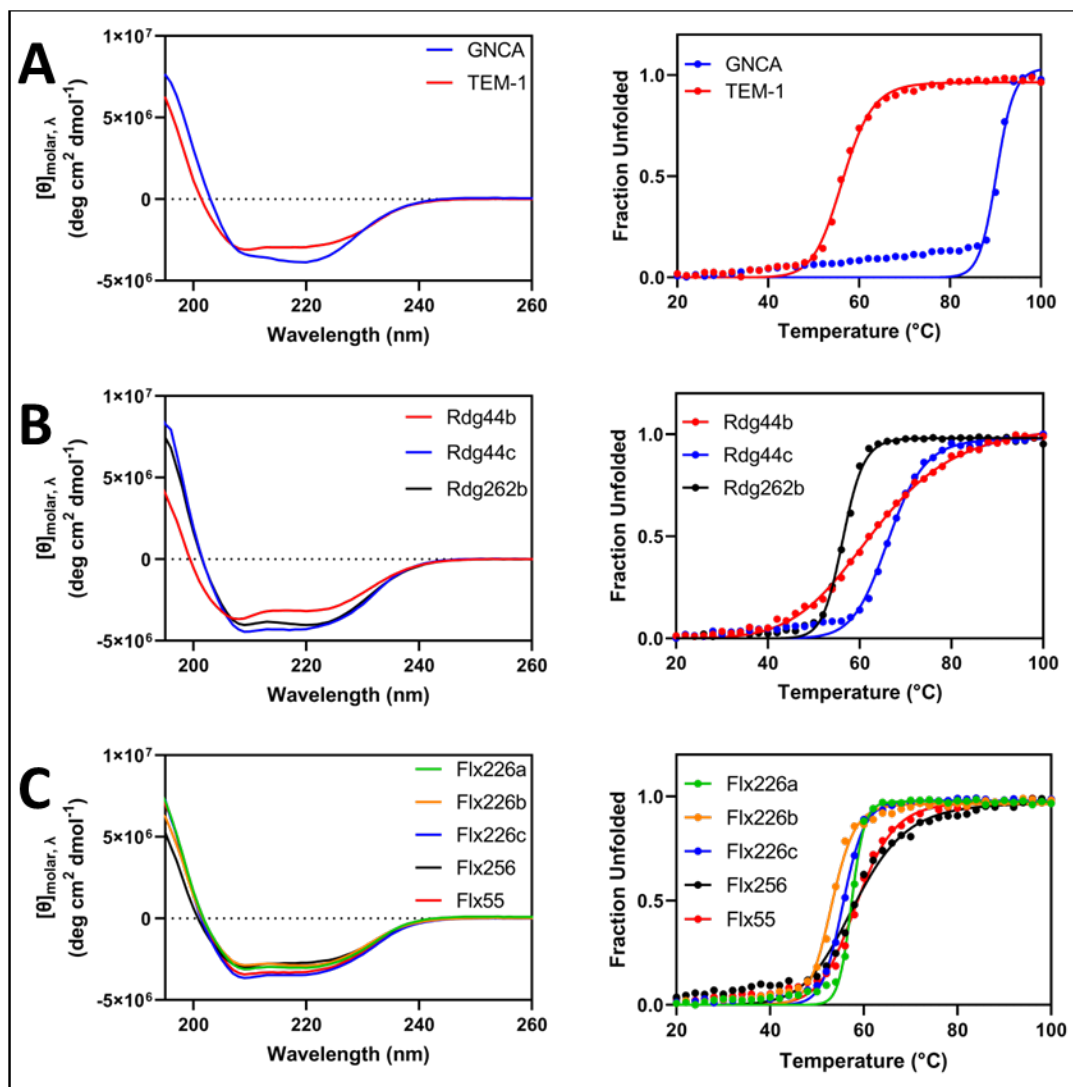 A
1×10⁷
5×10⁶
0
-5×10⁶
[θ]molar, λ
(deg cm² dmol⁻¹)
GNCA
TEM-1
200
220
240
260
Wavelength (nm)
1.0
0.5
0.0
Fraction Unfolded
GNCA
TEM-1
20
40
60
80
100
Temperature (°C)
B
1×10⁷
5×10⁶
0
-5×10⁶
[θ]molar, λ
(deg cm² dmol⁻¹)
Rdg44b
Rdg44c
Rdg262b
200
220
240
260
Wavelength (nm)
1.0
0.5
0.0
Fraction Unfolded
Rdg44b
Rdg44c
Rdg262b
20
40
60
80
100
Temperature (°C)
C
1×10⁷
5×10⁶
0
-5×10⁶
[θ]molar, λ
(deg cm² dmol⁻¹)
Flx226a
Flx226b
Flx226c
Flx256
Flx55
200
220
240
260
Wavelength (nm)
1.0
0.5
0.0
Fraction Unfolded
Flx226a
Flx226b
Flx226c
Flx256
Flx55
20
40
60
80
100
Temperature (°C)